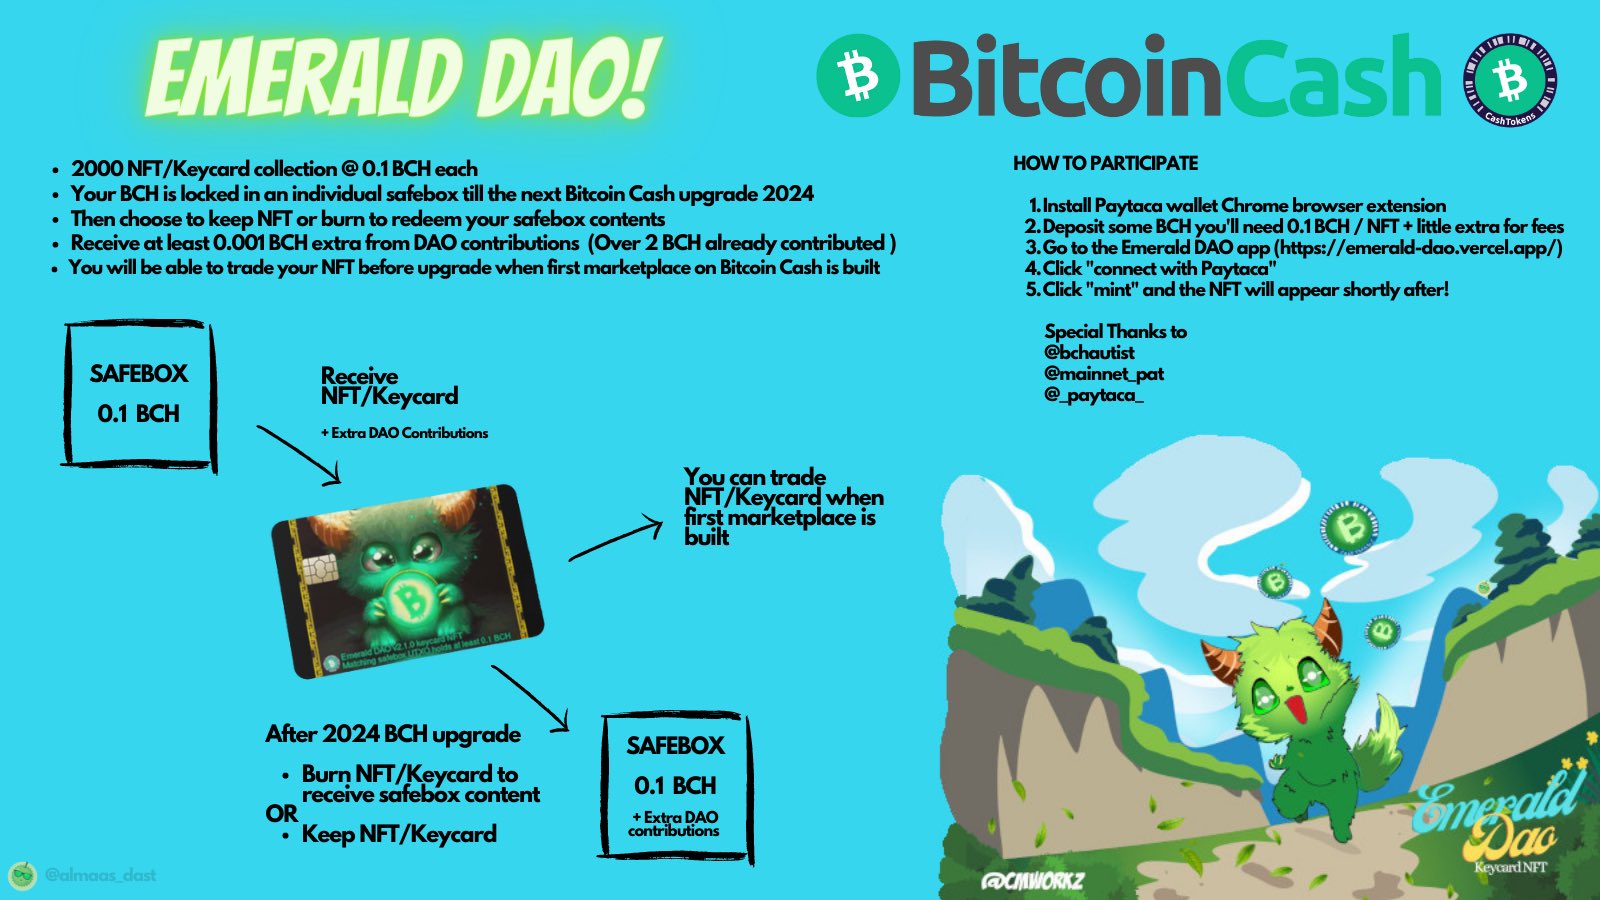 EMERALD DAO!
BitcoinCash
CashTokens
• 2000 NFT/Keycard collection @ 0.1 BCH each
• Your BCH is locked in an individual safebox till the next Bitcoin Cash upgrade 2024
• Then choose to keep NFT or burn to redeem your safebox contents
• Receive at least 0.001 BCH extra from DAO contributions (Over 2 BCH already contributed )
• You will be able to trade your NFT before upgrade when first marketplace on Bitcoin Cash is built
HOW TO PARTICIPATE
1. Install Paytaca wallet Chrome browser extension
2. Deposit some BCH you'll need 0.1 BCH / NFT + little extra for fees
3. Go to the Emerald DAO app (https://emerald-dao.vercel.app/)
4. Click "connect with Paytaca"
5. Click "mint" and the NFT will appear shortly after!
Special Thanks to
@bchautist
@mainnet_pat
@_paytaca_
SAFEBOX
0.1 BCH
Receive
NFT/Keycard
+ Extra DAO Contributions
Emerald DAO v2.1.0 keycard NFT
Matching safebox UTXO holds at least 0.1 BCH
You can trade
NFT/Keycard when
first marketplace is
built
After 2024 BCH upgrade
• Burn NFT/Keycard to
receive safebox content
OR
• Keep NFT/Keycard
SAFEBOX
0.1 BCH
+ Extra DAO
contributions
Emerald
Dao
Keycard NFT
@CMWORKZ
@almaas_dast